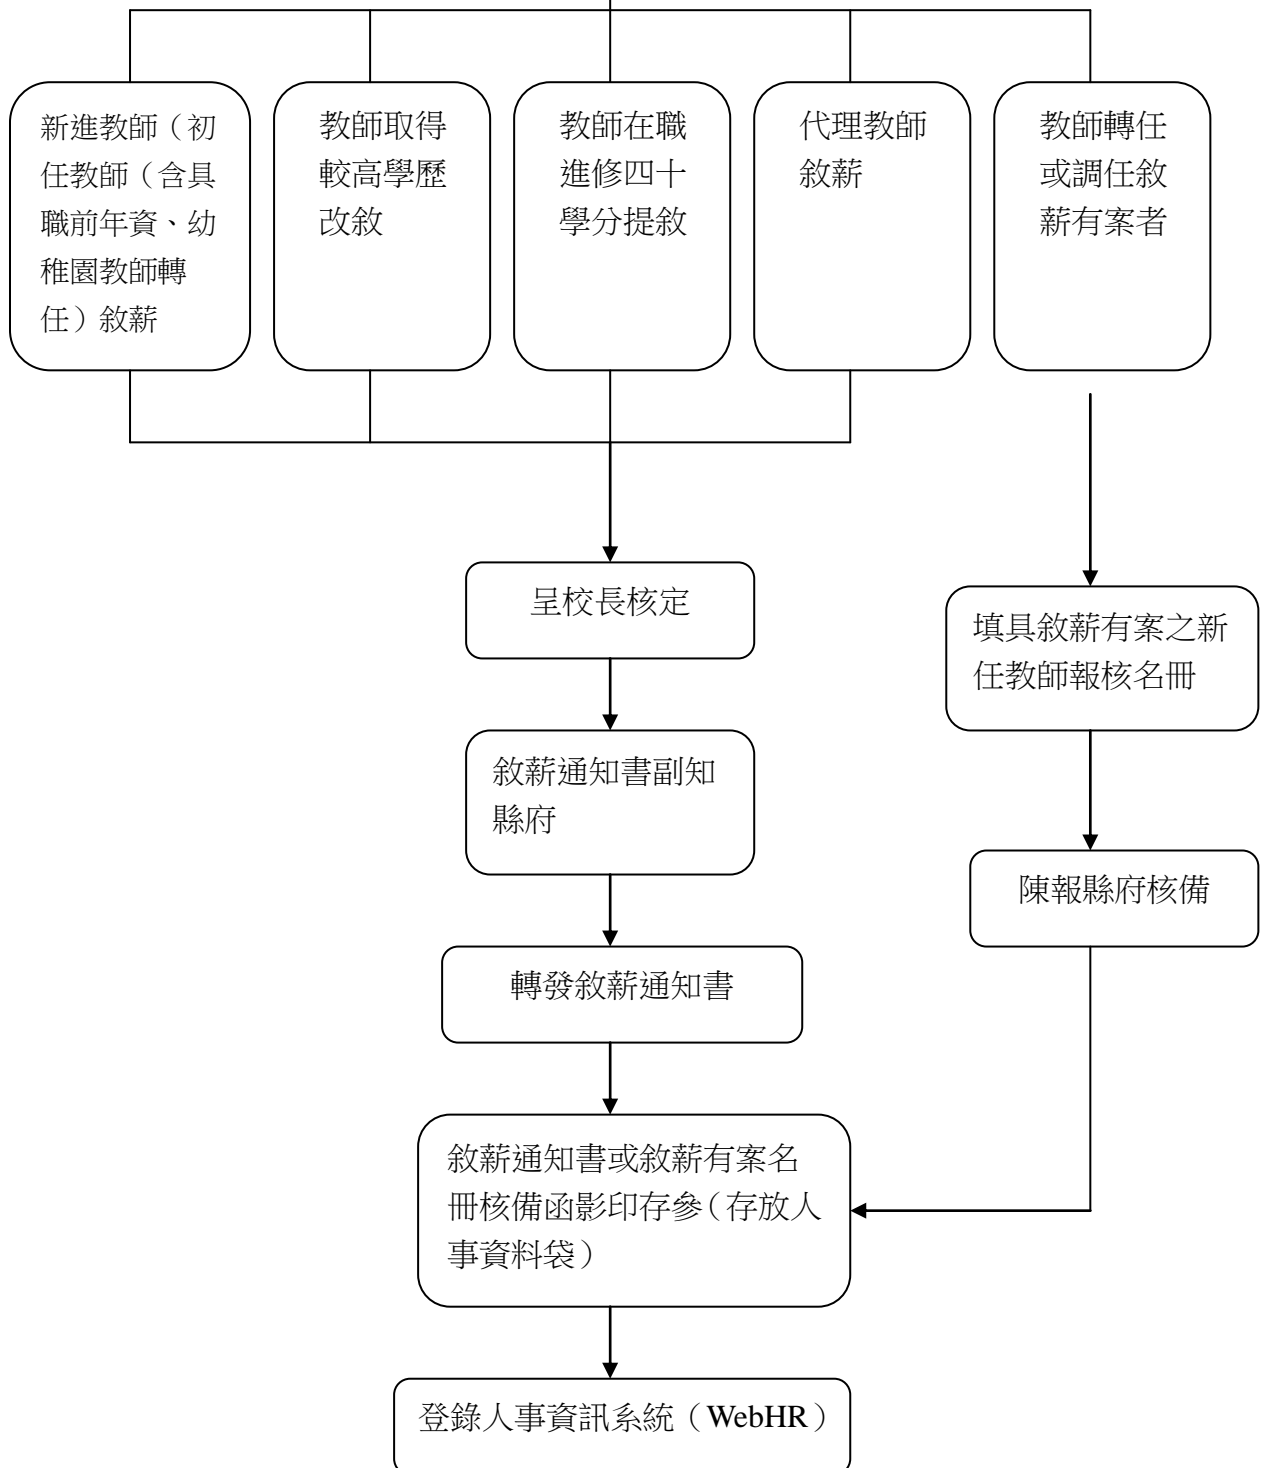 新進教師（初
任教師（含具
職前年資、幼
稚園教師轉
任）敘薪
教師取得
較高學歷
改敘
教師在職
進修四十
學分提敘
代理教師
敘薪
教師轉任
或調任敘
薪有案者
呈校長核定
填具敘薪有案之新
任教師報核名冊
敘薪通知書副知
縣府
陳報縣府核備
轉發敘薪通知書
敘薪通知書或敘薪有案名
冊核備函影印存參（存放人
事資料袋）
登錄人事資訊系統（WebHR）